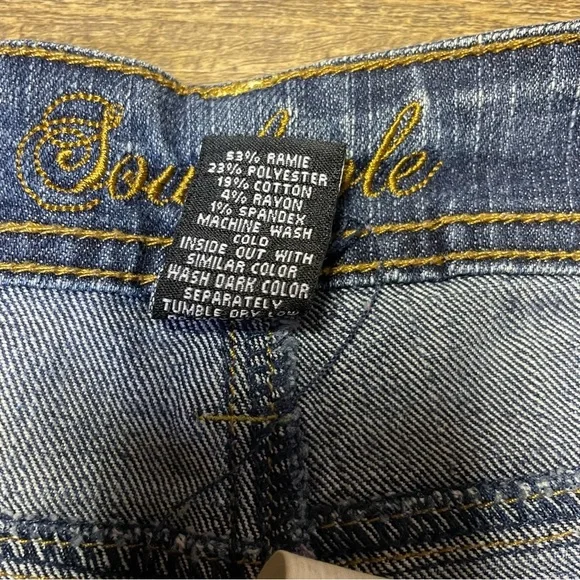 53% RAMIE
23% POLYESTER
19% COTTON
4% RAYON
1% SPANDEX
MACHINE WASH
COLD
INSIDE OUT WITH
SIMILAR COLOR
WASH DARK COLOR
SEPARATELY
TUMBLE DRY LOW